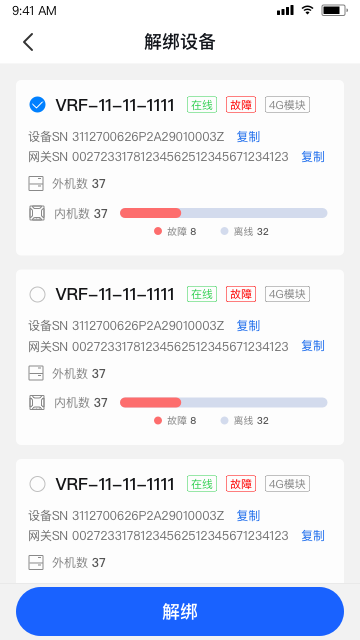 9:41 AM
解绑设备
VRF-11-11-1111 在线 故障 4G模块
设备SN 3112700626P2A29010003Z 复制
网关SN 00272331781234562512345671234123 复制
外机数 37
内机数 37
故障 8 离线 32
VRF-11-11-1111 在线 故障 4G模块
设备SN 3112700626P2A29010003Z 复制
网关SN 00272331781234562512345671234123 复制
外机数 37
内机数 37
故障 8 离线 32
VRF-11-11-1111 在线 故障 4G模块
设备SN 3112700626P2A29010003Z 复制
网关SN 00272331781234562512345671234123 复制
外机数 37
解绑